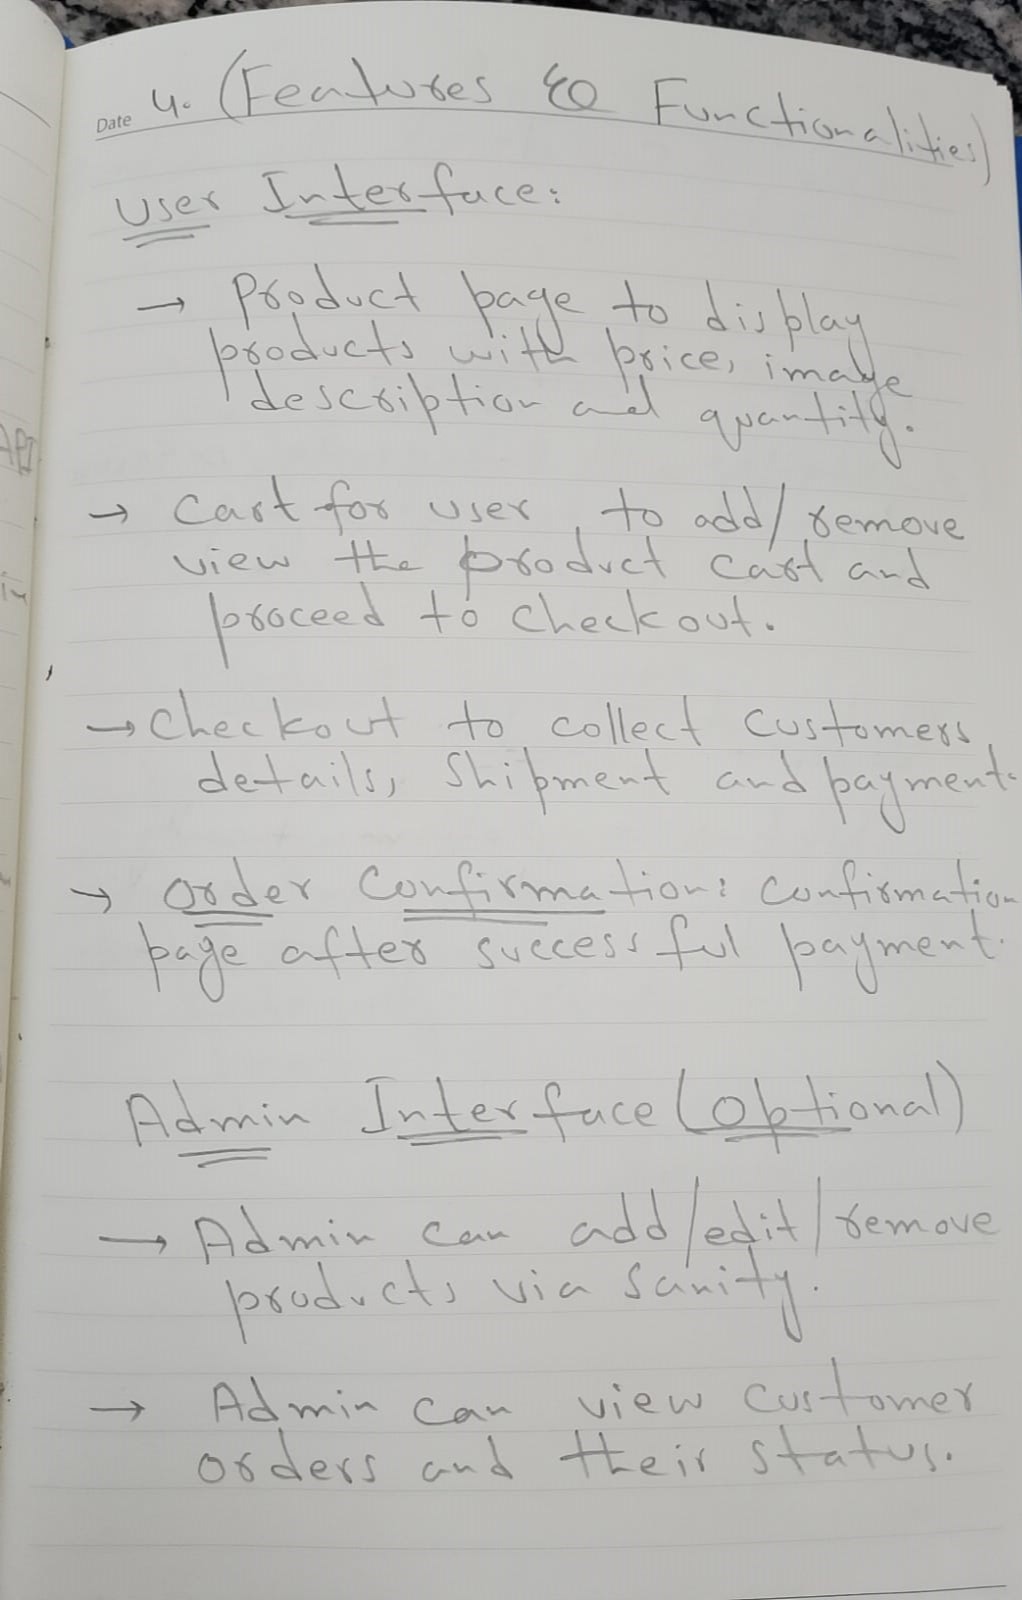 Date 4. (Features & Functionalities)
User Interface:
→ Product page to display
products with price, image
description and quantity.
→ Cart for user, to add/remove
view the product cart and
proceed to checkout.
→ Checkout to collect customers
details, Shipment and payment.
→ Order Confirmation: Confirmation
page after successful payment.
Admin Interface (Optional)
→ Admin can add/edit/remove
products via Sanity.
→ Admin can view customer
orders and their status.
API